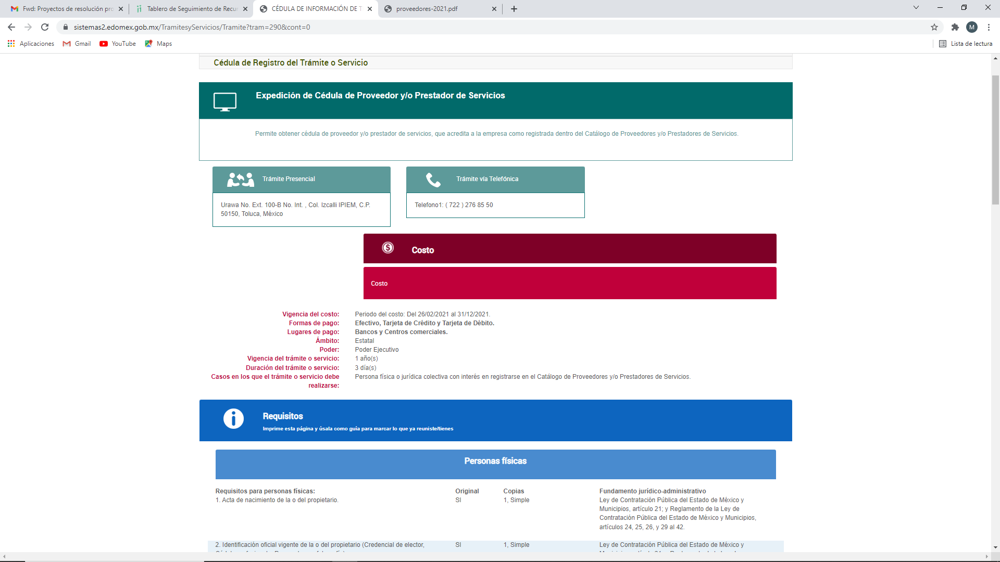 Fwd: Proyectos de resolución pro
Tablero de Seguimiento de Recur
CÉDULA DE INFORMACIÓN DE T
proveedores-2021.pdf
sistemas2.edomex.gob.mx/TramitesyServicios/Tramite?tram=290&cont=0
M
Aplicaciones
Gmail
YouTube
Maps
Lista de lectura
Cédula de Registro del Trámite o Servicio
Expedición de Cédula de Proveedor y/o Prestador de Servicios
Permite obtener cédula de proveedor y/o prestador de servicios, que acredita a la empresa como registrada dentro del Catálogo de Proveedores y/o Prestadores de Servicios.
Trámite Presencial
Urawa No. Ext. 100-B No. Int. , Col. Izcalli IPIEM, C.P.
50150, Toluca, México
Trámite vía Telefónica
Telefono1: ( 722 ) 276 85 50
Costo
Costo
Vigencia del costo: Periodo del costo: Del 26/02/2021 al 31/12/2021.
Formas de pago: Efectivo, Tarjeta de Crédito y Tarjeta de Débito.
Lugares de pago: Bancos y Centros comerciales.
Ámbito: Estatal
Poder: Poder Ejecutivo
Vigencia del trámite o servicio: 1 año(s)
Duración del trámite o servicio: 3 día(s)
Casos en los que el trámite o servicio debe Persona física o jurídica colectiva con interés en registrarse en el Catálogo de Proveedores y/o Prestadores de Servicios.
realizarse:
Requisitos
Imprime esta página y úsala como guía para marcar lo que ya reuniste/tienes
Personas físicas
Requisitos para personas físicas: Original Copias Fundamento jurídico-administrativo
1. Acta de nacimiento de la o del propietario. SI 1, Simple Ley de Contratación Pública del Estado de México y
Municipios, artículo 21; y Reglamento de la Ley de
Contratación Pública del Estado de México y Municipios,
artículos 24, 25, 26, y 29 al 42.
2. Identificación oficial vigente de la o del propietario (Credencial de elector, SI 1, Simple Ley de Contratación Pública del Estado de México y